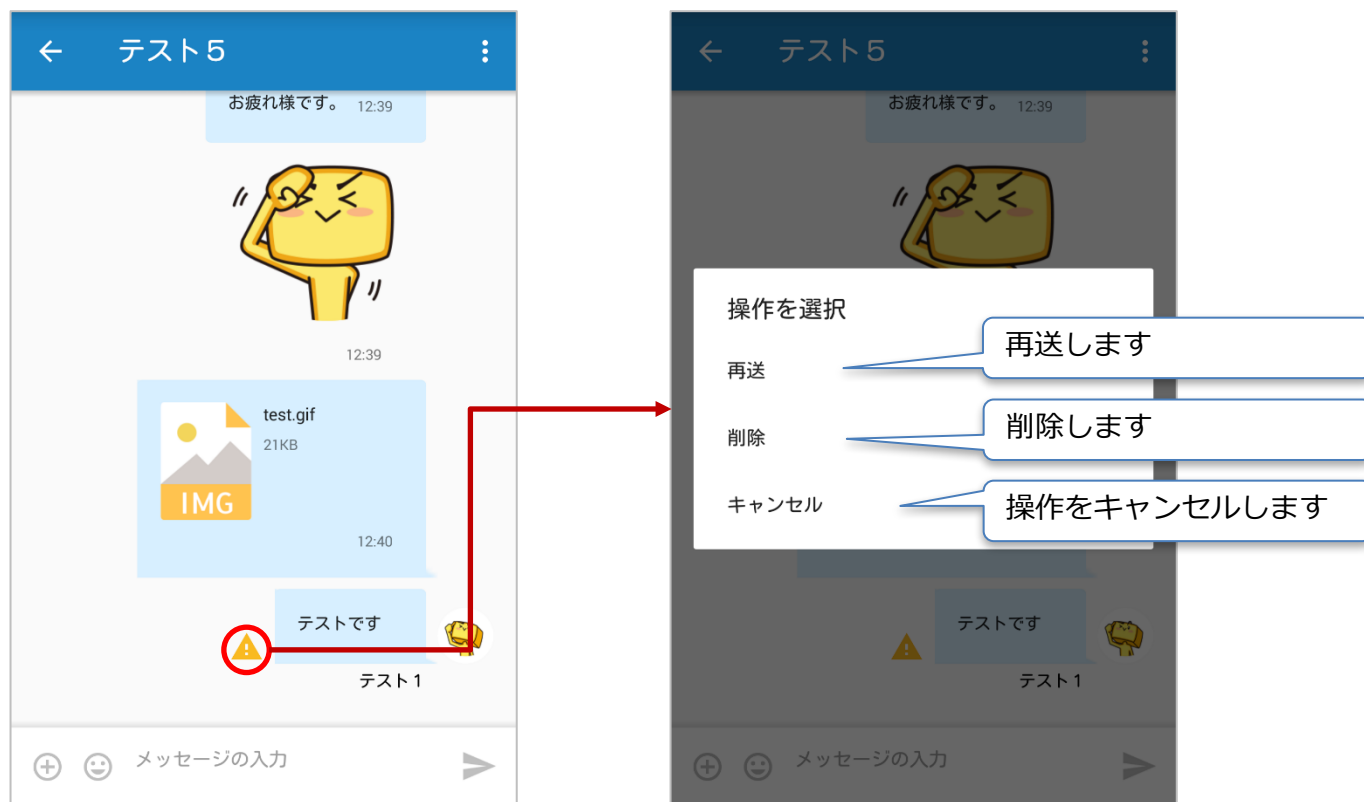 テスト５
お疲れ様です。 12:39
12:39
test.gif
21KB
IMG
12:40
テストです
テスト１
メッセージの入力
テスト５
お疲れ様です。 12:39
操作を選択
再送
再送します
削除
削除します
キャンセル
操作をキャンセルします
テストです
テスト１
メッセージの入力